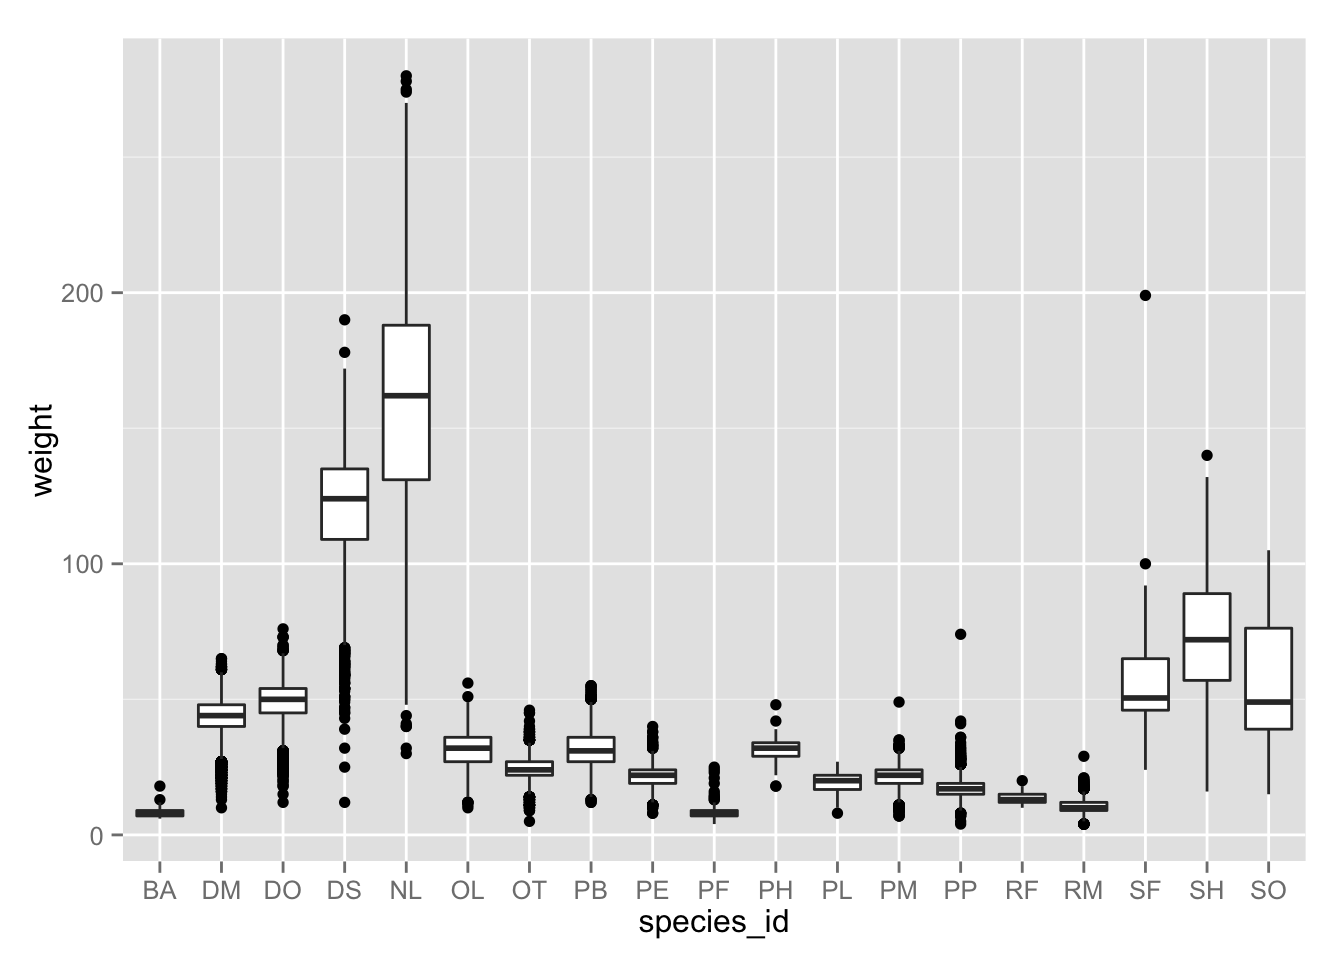 weight
200
100
0
BA DM DO DS NL OL OT PB PE PF PH PL PM PP RF RM SF SH SO
species_id